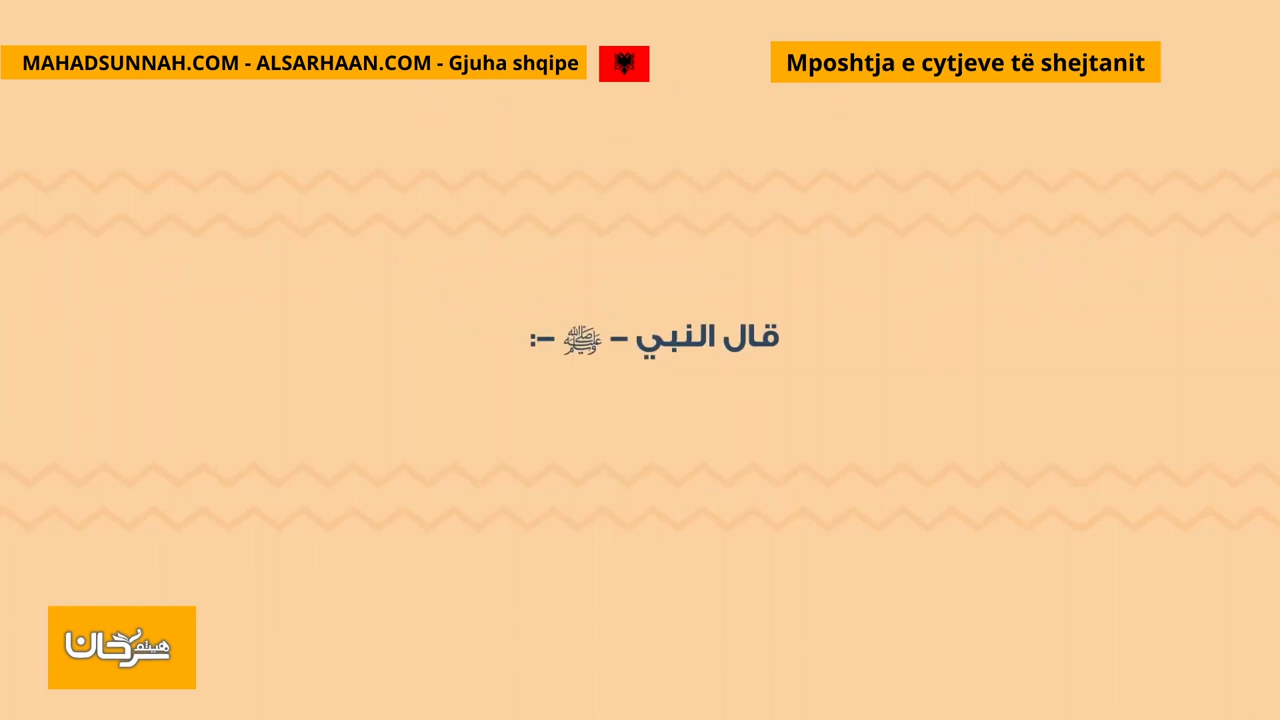 MAHADSUNNAH.COM - ALSARHAAN.COM - Gjuha shqipe
Mposhtja e cytjeve të shejtanit
قال النبي – ﷺ –:
هيثم سرحان